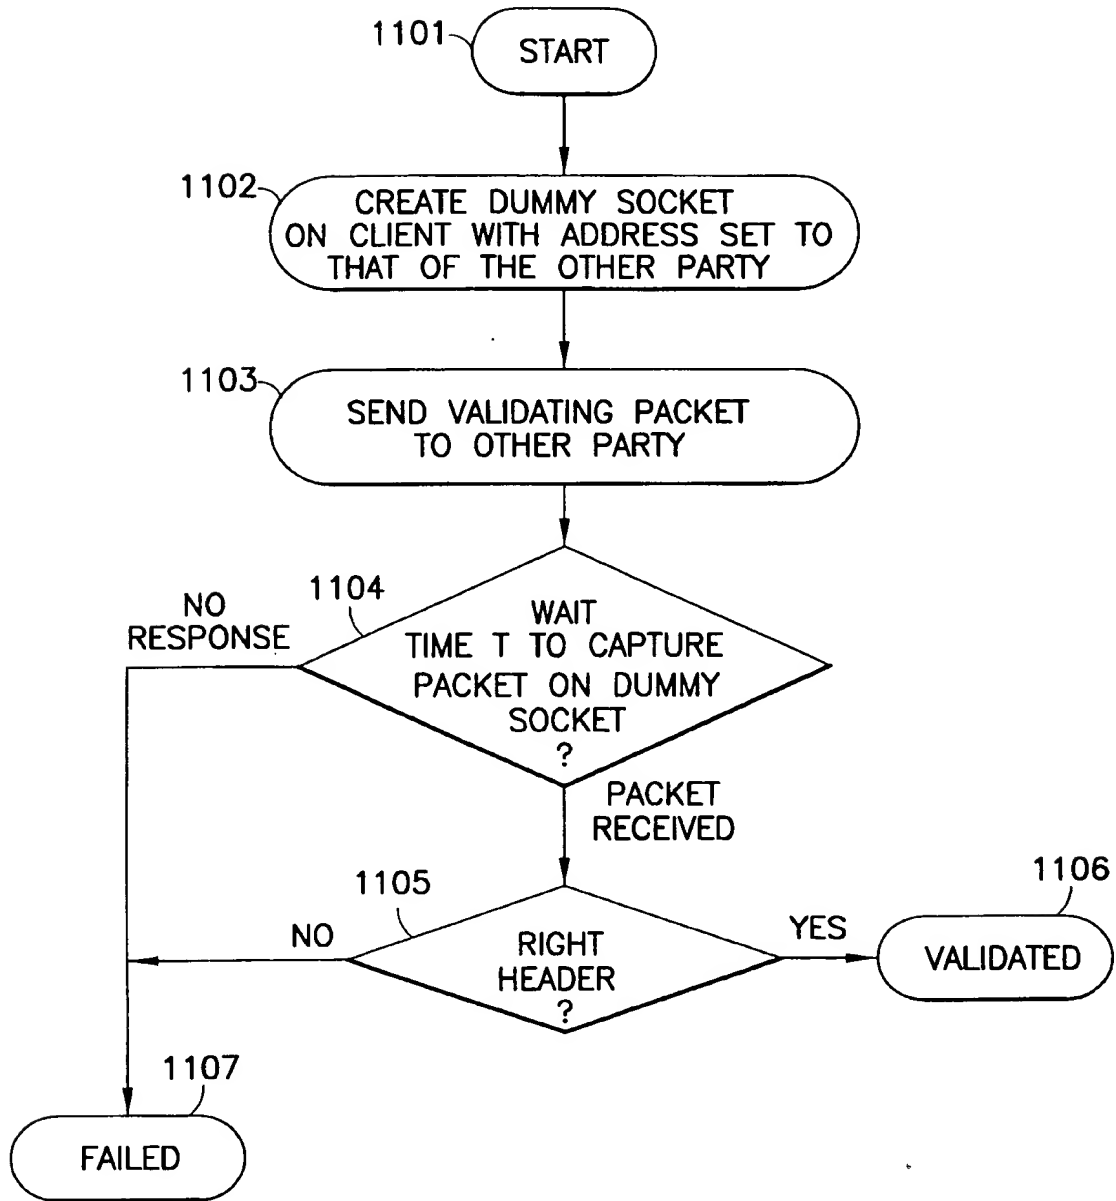 1101
START
1102
CREATE DUMMY SOCKET
ON CLIENT WITH ADDRESS SET TO
THAT OF THE OTHER PARTY
1103
SEND VALIDATING PACKET
TO OTHER PARTY
1104
NO
RESPONSE
WAIT
TIME T TO CAPTURE
PACKET ON DUMMY
SOCKET
?
PACKET
RECEIVED
1105
NO
RIGHT
HEADER
?
YES
1106
VALIDATED
1107
FAILED